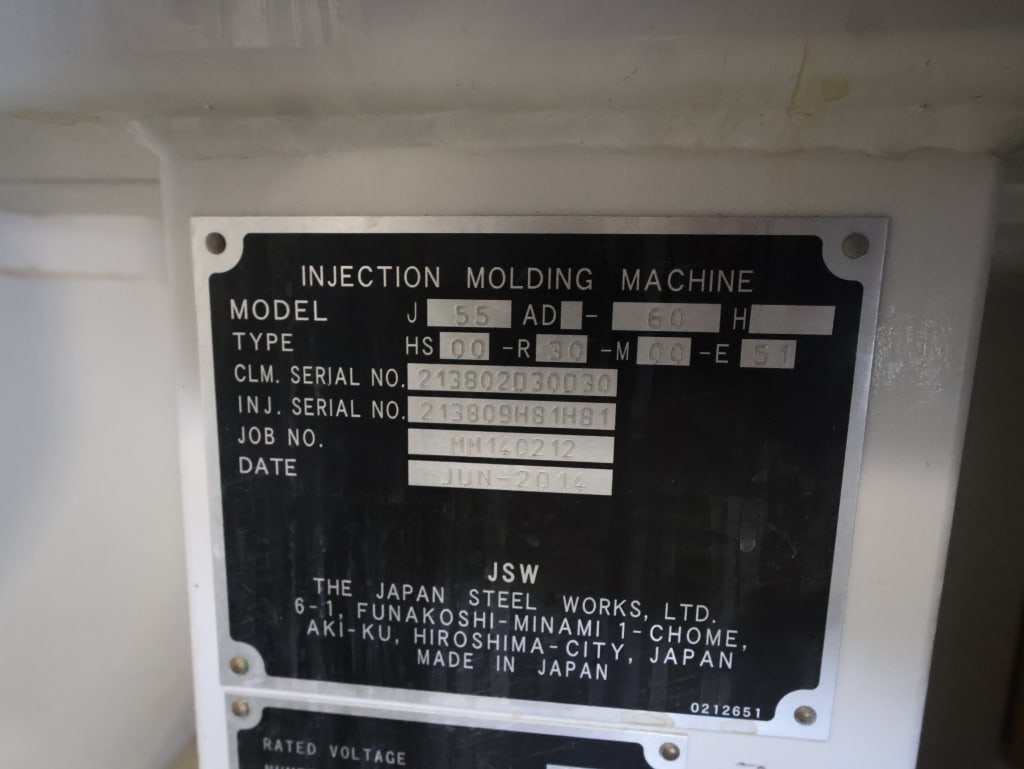 INJECTION MOLDING MACHINE
MODEL J 55 AD - 60 H
TYPE HS 00 -R 30 -M 00 -E 51
CLM. SERIAL NO. 213802D30D30
INJ. SERIAL NO. 213809H81H81
JOB NO. MM140212
DATE JUN-2014
JSW
THE JAPAN STEEL WORKS, LTD.
6-1, FUNAKOSHI-MINAMI 1-CHOME,
AKI-KU, HIROSHIMA-CITY, JAPAN
MADE IN JAPAN
0212651
RATED VOLTAGE